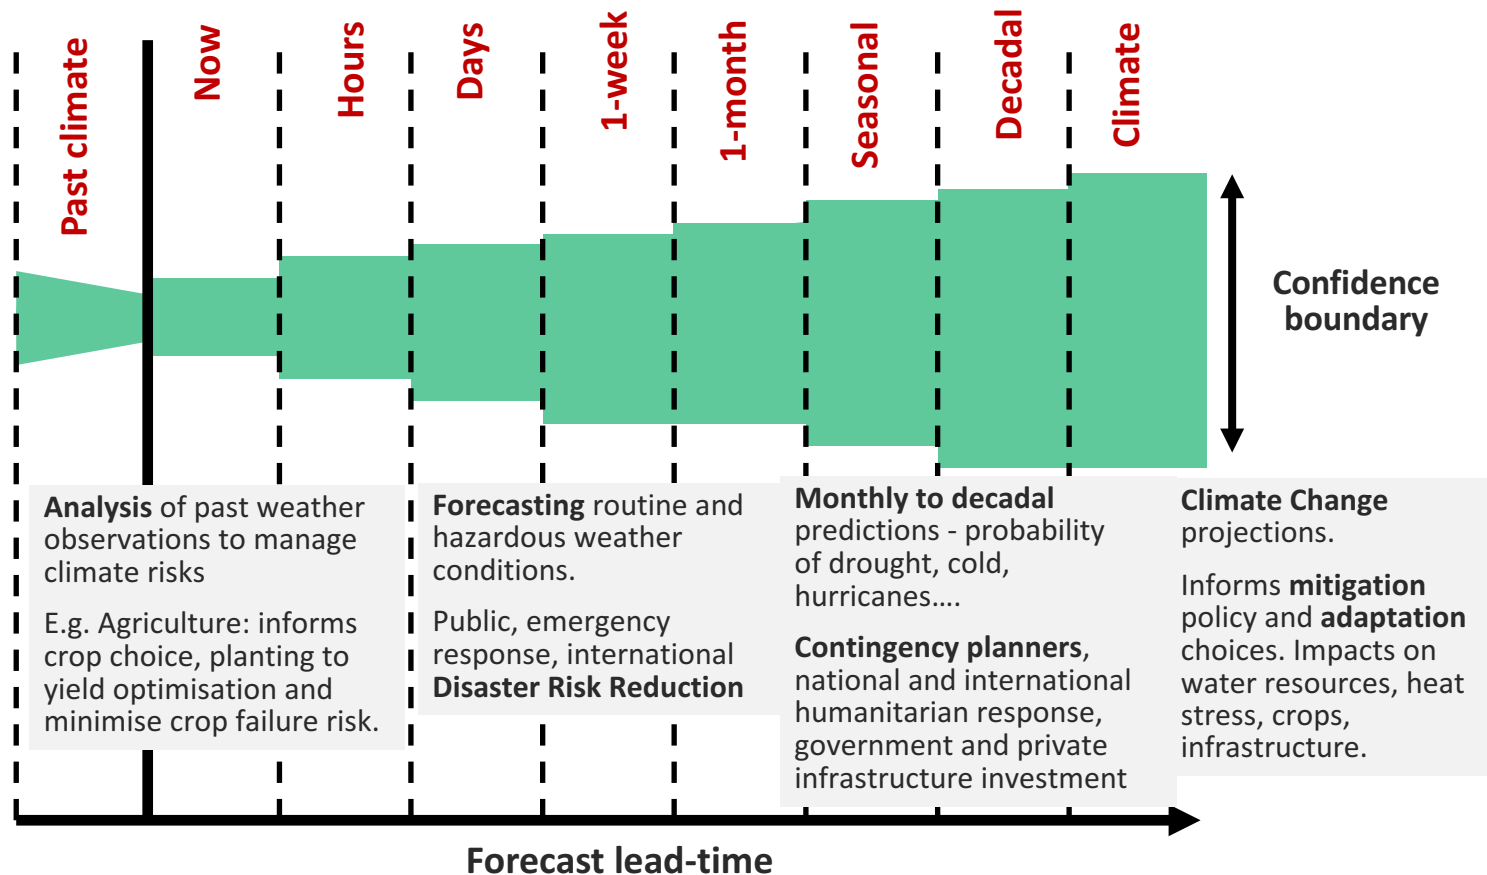 Past climate
Now
Hours
Days
1-week
1-month
Seasonal
Decadal
Climate
Confidence
boundary
Analysis of past weather
observations to manage
climate risks
E.g. Agriculture: informs
crop choice, planting to
yield optimisation and
minimise crop failure risk.
Forecasting routine and
hazardous weather
conditions.
Public, emergency
response, international
Disaster Risk Reduction
Monthly to decadal
predictions - probability
of drought, cold,
hurricanes....
Contingency planners,
national and international
humanitarian response,
government and private
infrastructure investment
Climate Change
projections.
Informs mitigation
policy and adaptation
choices. Impacts on
water resources, heat
stress, crops,
infrastructure.
Forecast lead-time